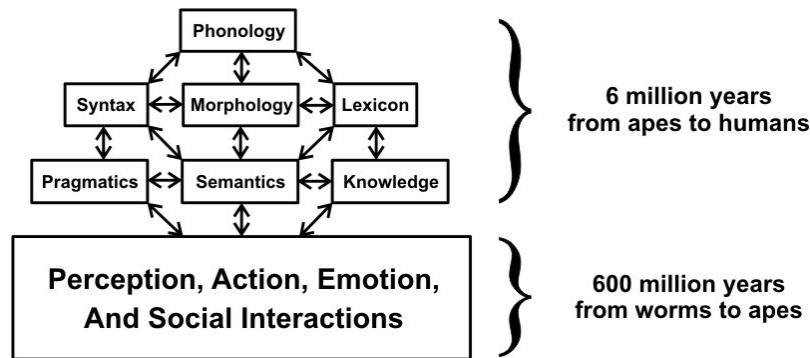 Phonology
Syntax
Morphology
Lexicon
Pragmatics
Semantics
Knowledge
Perception, Action, Emotion,
And Social Interactions
6 million years
from apes to humans
600 million years
from worms to apes